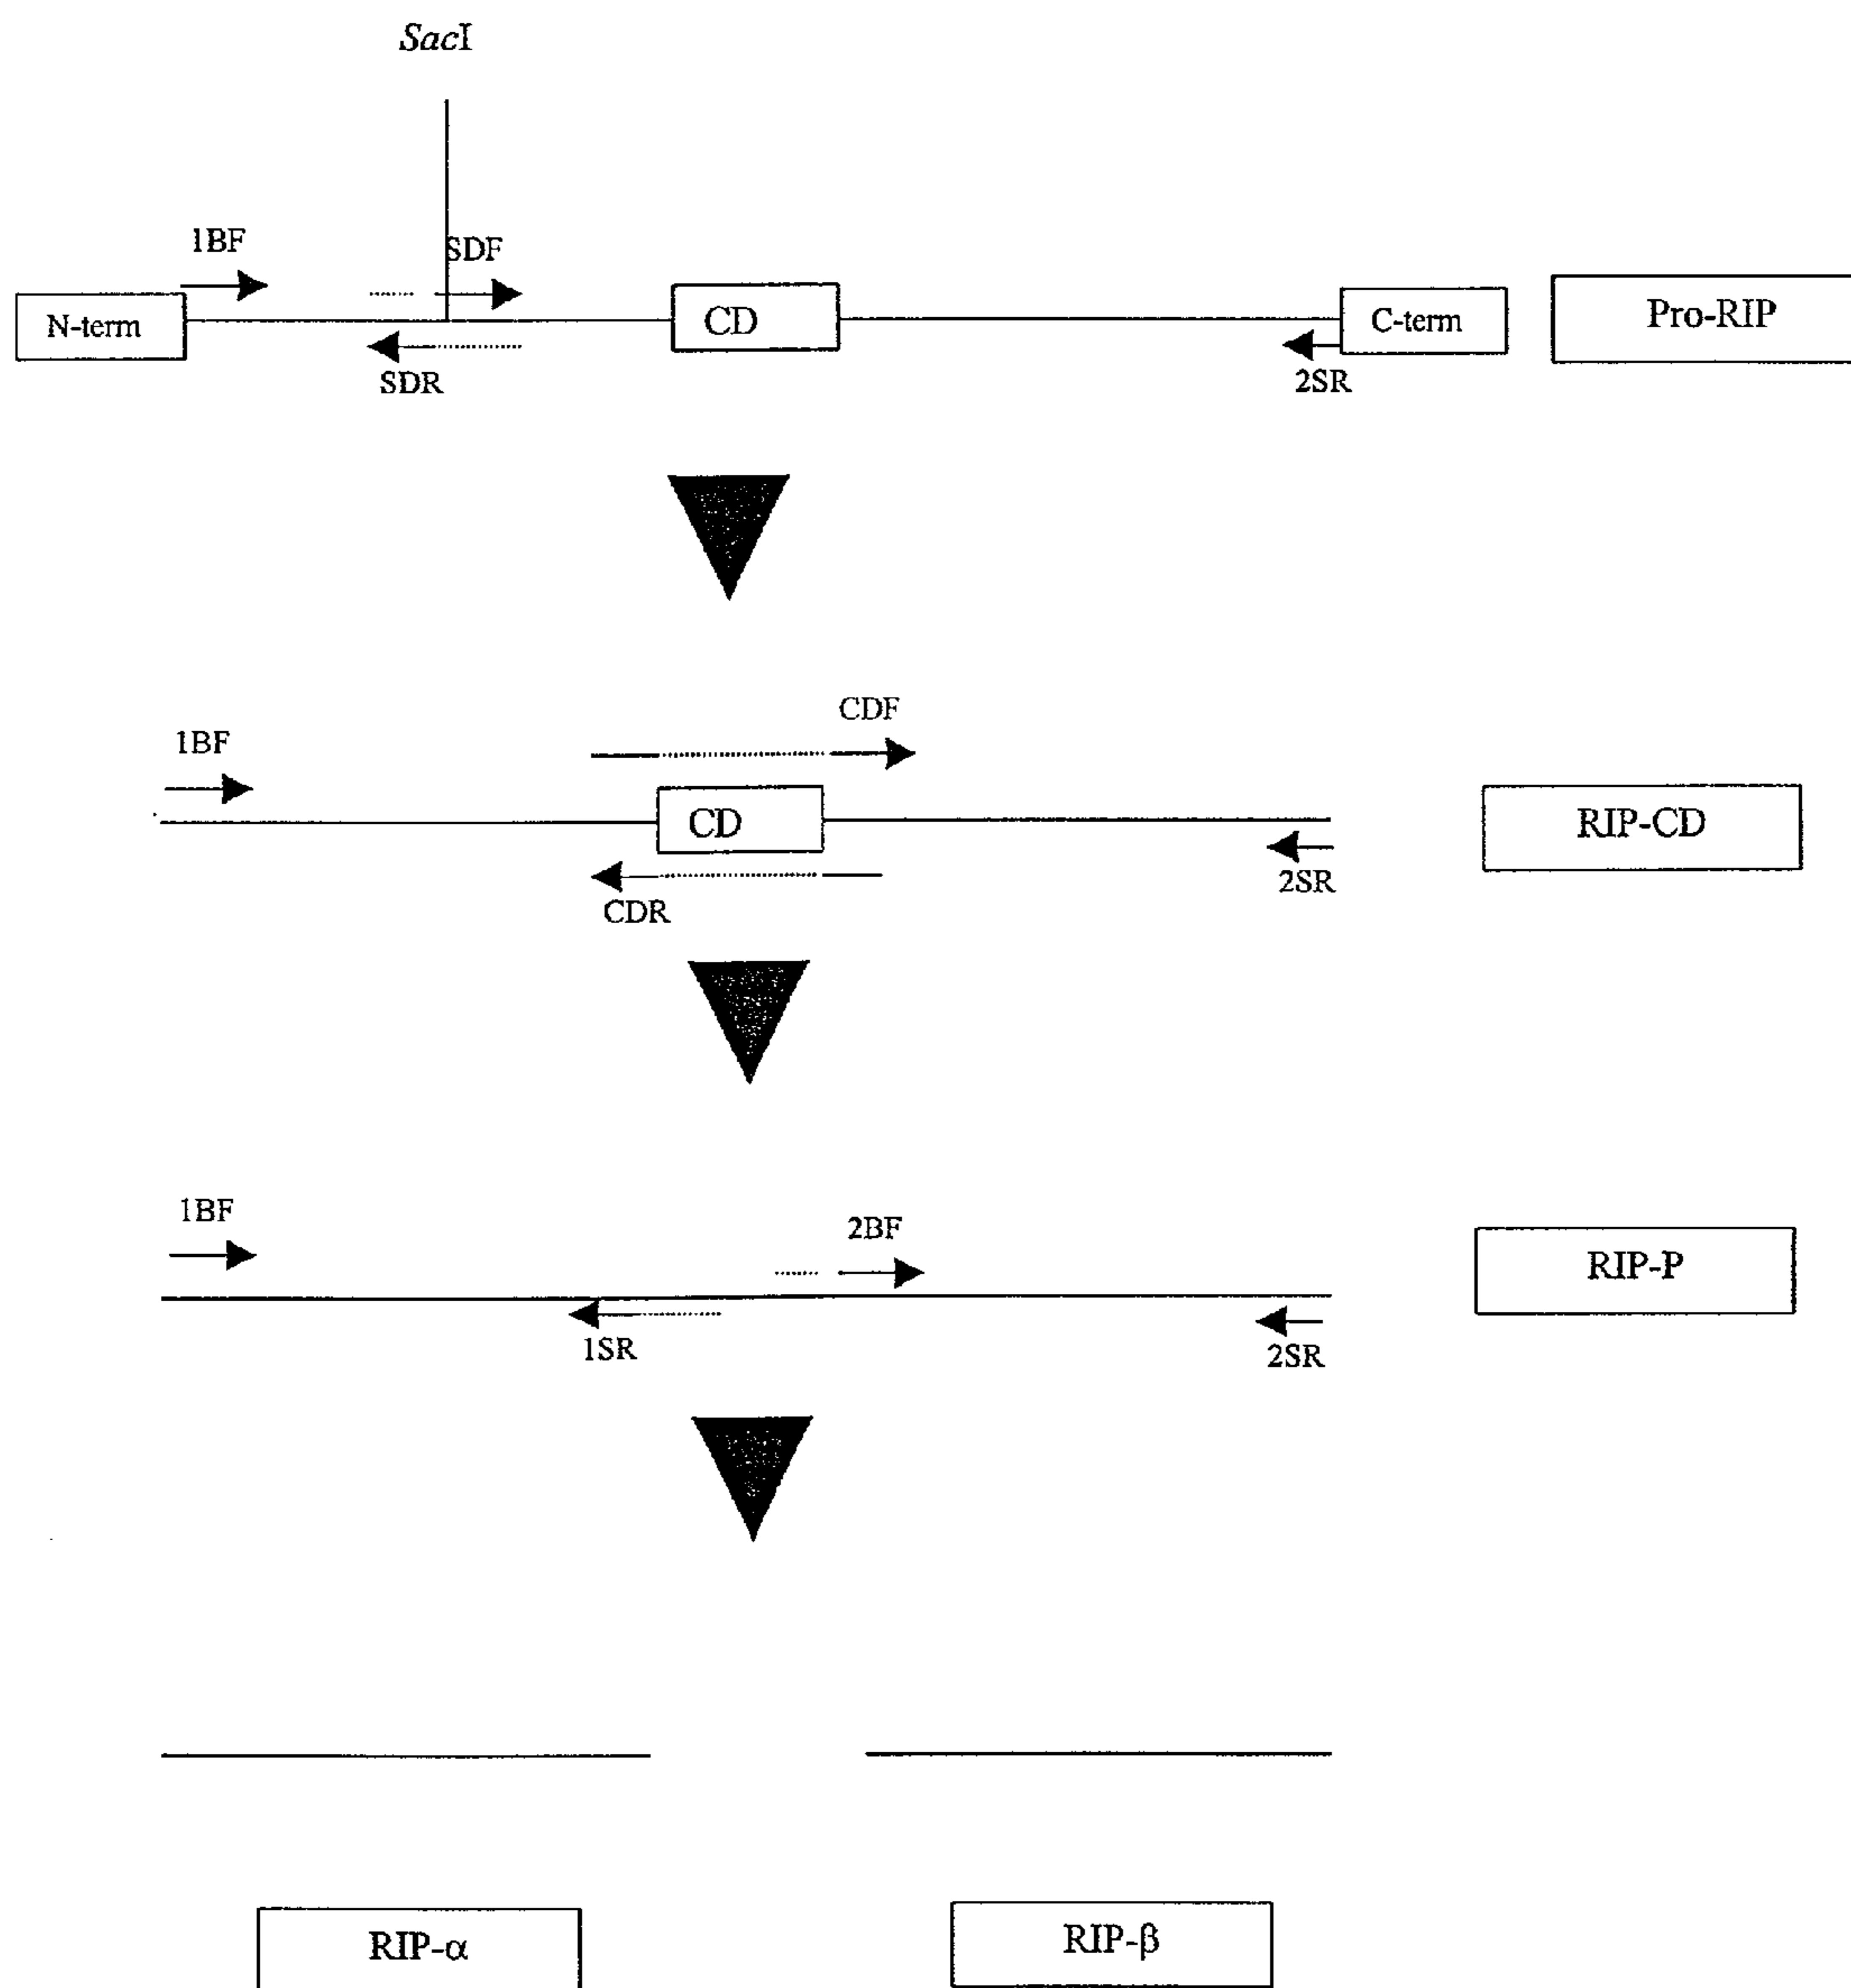 SacI
1BF
SDF
N-term
CD
C-term
Pro-RIP
SDR
2SR
CDF
1BF
CD
RIP-CD
2SR
CDR
1BF
2BF
RIP-P
1SR
2SR
RIP-α
RIP-β